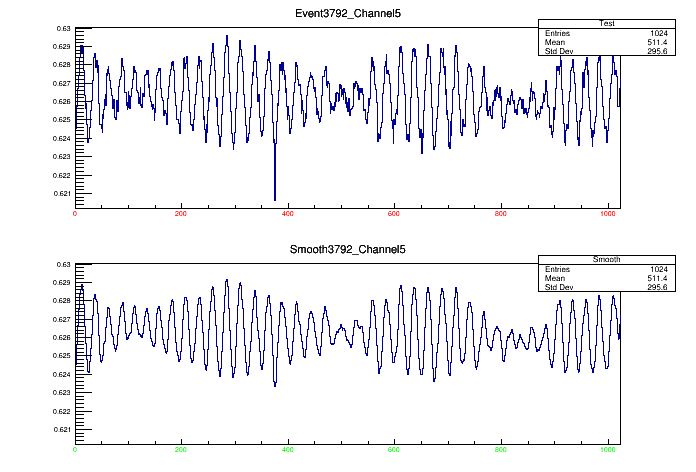 Event3792_Channel5
Test
Entries 1024
Mean 511.4
Std Dev 295.6
0.63
0.629
0.628
0.627
0.626
0.625
0.624
0.623
0.622
0.621
0 200 400 600 800 1000
Smooth3792_Channel5
Smooth
Entries 1024
Mean 511.4
Std Dev 295.6
0.63
0.629
0.628
0.627
0.626
0.625
0.624
0.623
0.622
0.621
0 200 400 600 800 1000